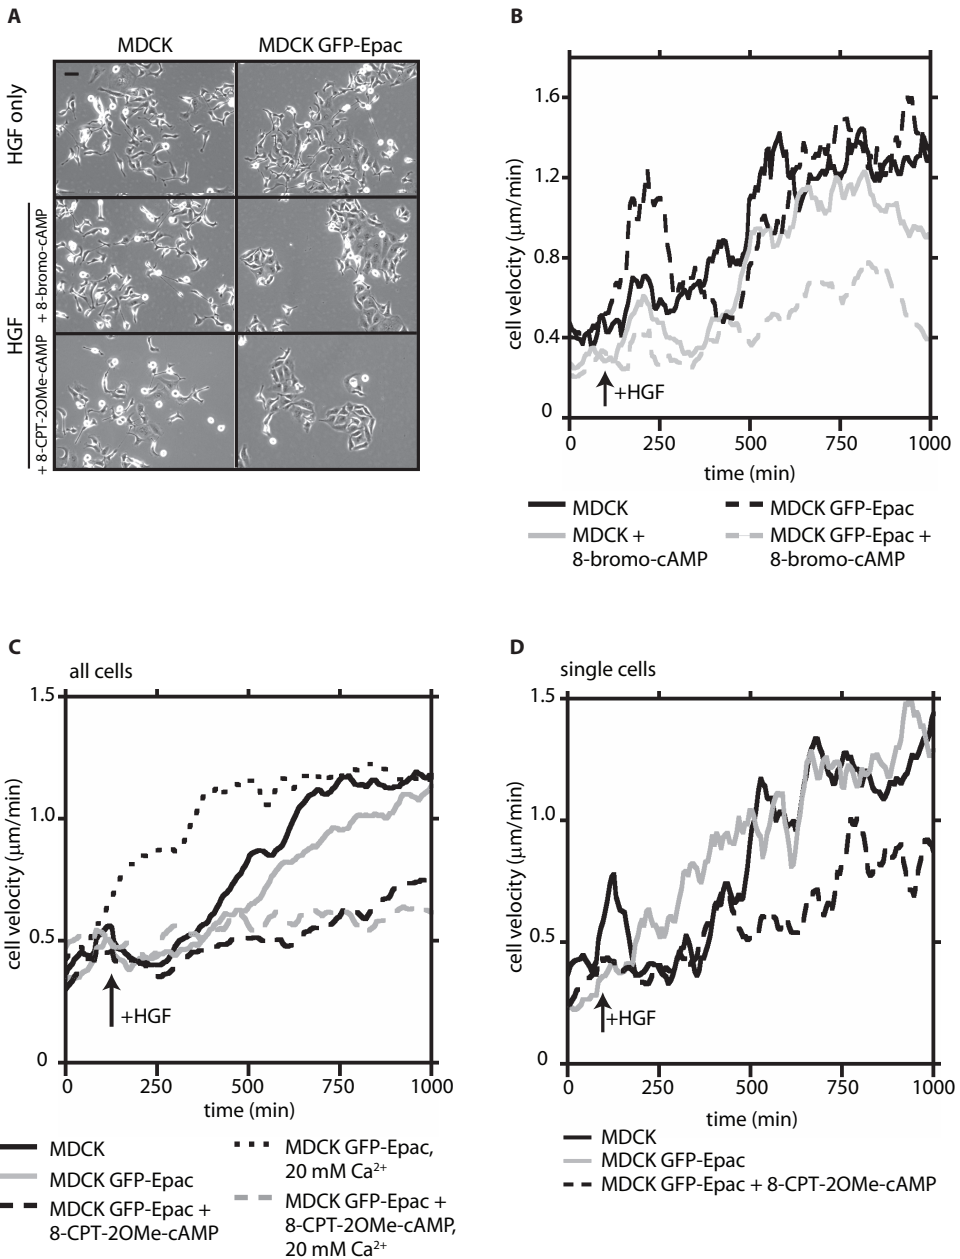 A
MDCK
MDCK GFP-Epac
HGF only
HGF
+ 8-bromo-cAMP
+ 8-CPT-2OMe-cAMP
B
1.6
1.2
0.8
0.4
0
cell velocity (μm/min)
+HGF
0
250
500
750
1000
time (min)
MDCK
MDCK +
8-bromo-cAMP
MDCK GFP-Epac
MDCK GFP-Epac +
8-bromo-cAMP
C
all cells
1.5
1.0
0.5
0
cell velocity (μm/min)
+HGF
0
250
500
750
1000
time (min)
MDCK
MDCK GFP-Epac
MDCK GFP-Epac +
8-CPT-2OMe-cAMP
MDCK GFP-Epac,
20 mM Ca²⁺
MDCK GFP-Epac +
8-CPT-2OMe-cAMP,
20 mM Ca²⁺
D
single cells
1.5
1.0
0.5
0
cell velocity (μm/min)
+HGF
0
250
500
750
1000
time (min)
MDCK
MDCK GFP-Epac
MDCK GFP-Epac + 8-CPT-2OMe-cAMP